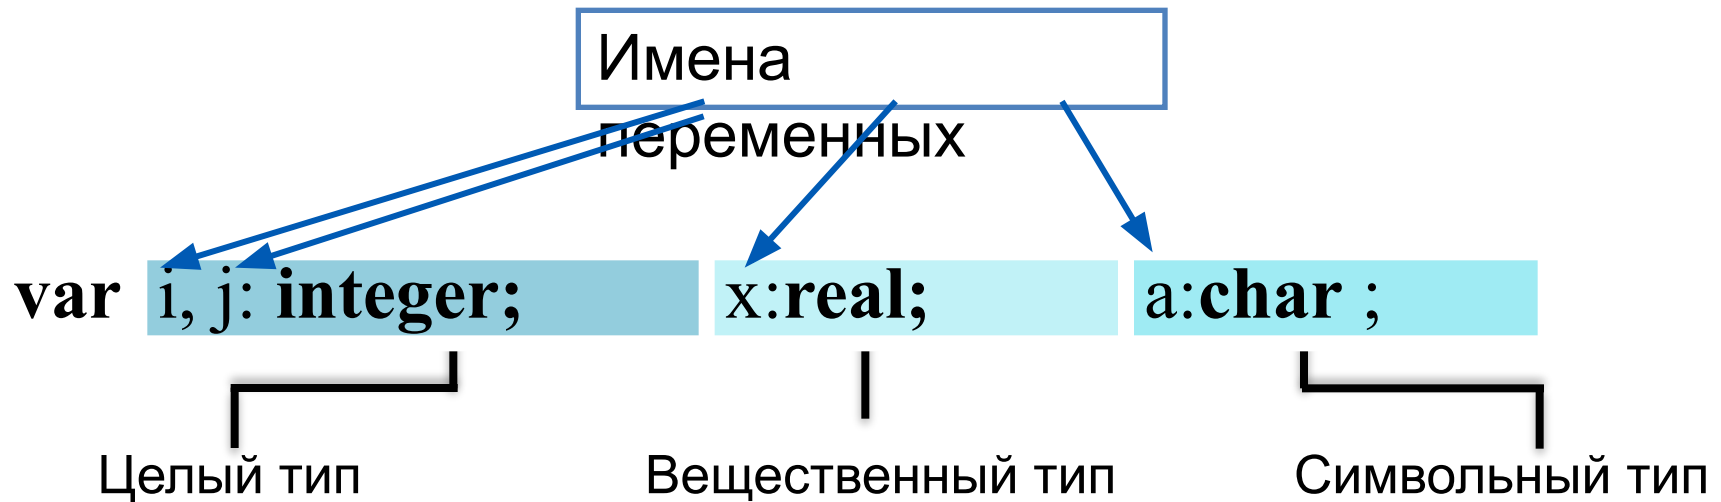 Имена
переменных
var i, j: integer; x:real; a:char ;
Целый тип Вещественный тип Символьный тип